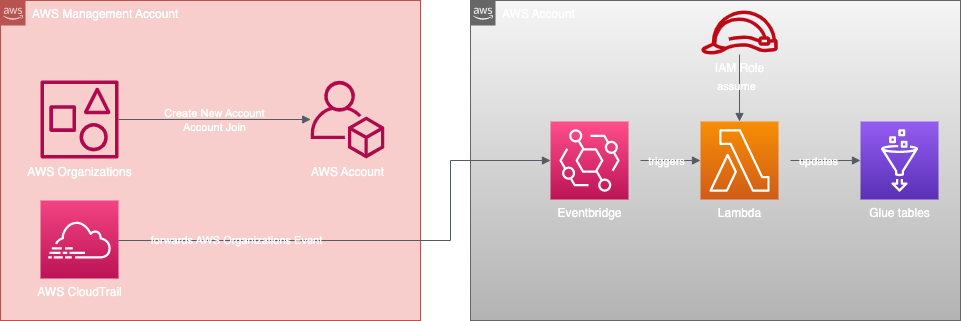 aws
AWS Management Account
Create New Account
Account Join
AWS Organizations
AWS Account
forwards AWS Organizations Event
AWS CloudTrail
aws
AWS Account
IAM Role
assume
triggers
updates
Eventbridge
Lambda
Glue tables